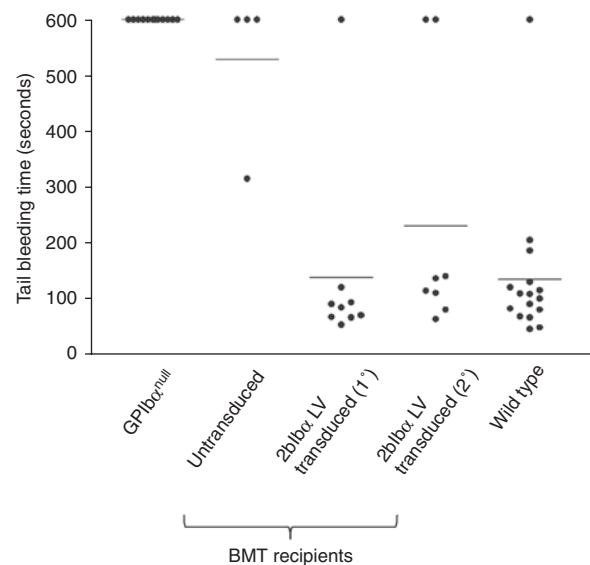 Tail bleeding time (seconds)
600
500
400
300
200
100
0
GPIbα^null
Untransduced
2bIbα LV
transduced (1°)
2bIbα LV
transduced (2°)
Wild type
BMT recipients